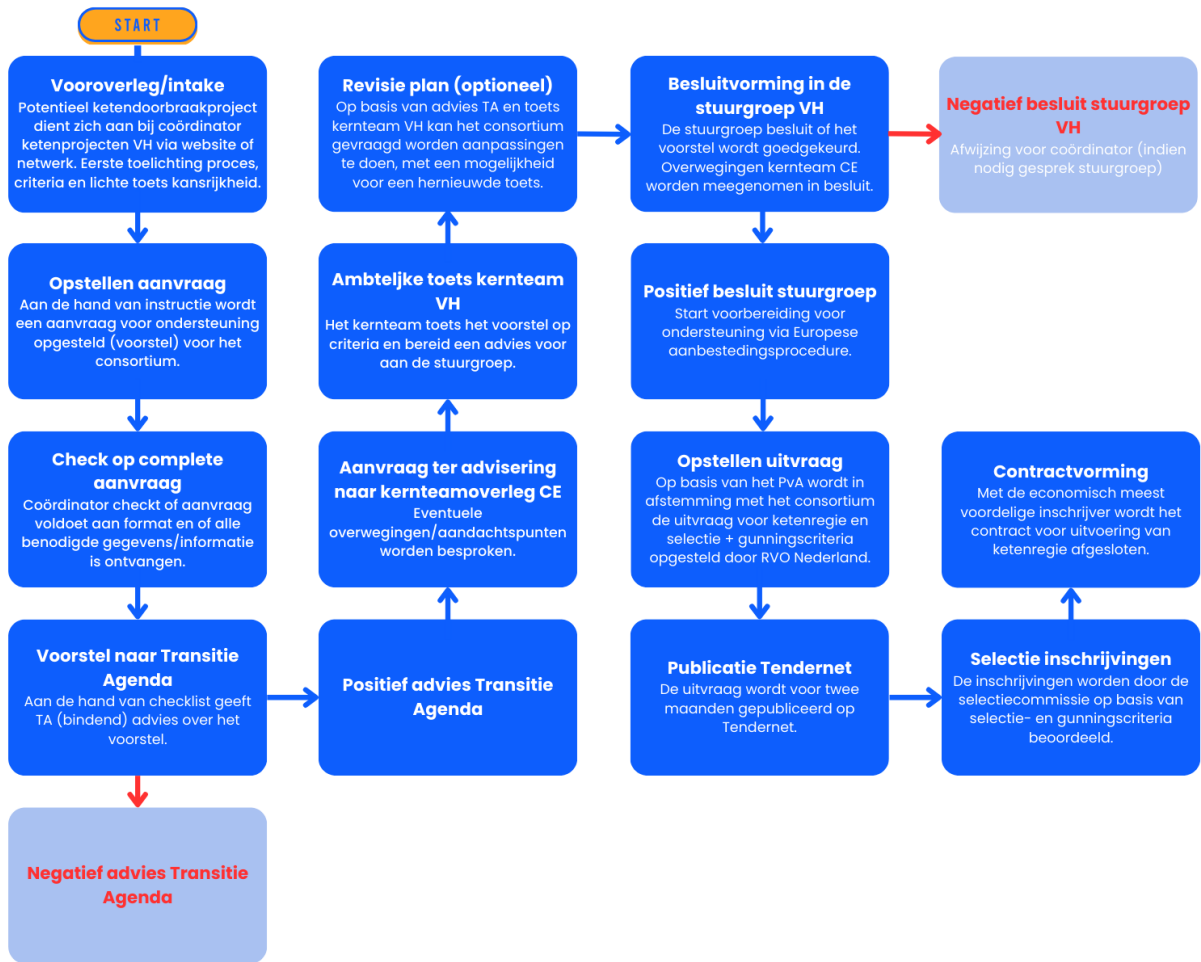 START
Vooroverleg/intake
Potentieel ketendoorbraakproject
dient zich aan bij coördinator
ketenprojecten VH via website of
netwerk. Eerste toelichting proces,
criteria en lichte toets kansrijkheid.
Opstellen aanvraag
Aan de hand van instructie wordt
een aanvraag voor ondersteuning
opgesteld (voorstel) voor het
consortium.
Check op complete
aanvraag
Coördinator checkt of aanvraag
voldoet aan format en of alle
benodigde gegevens/informatie
is ontvangen.
Voorstel naar Transitie
Agenda
Aan de hand van checklist geeft
TA (bindend) advies over het
voorstel.
Negatief advies Transitie
Agenda
Positief advies Transitie
Agenda
Aanvraag ter advisering
naar kernteamoverleg CE
Eventuele
overwegingen/aandachtspunten
worden besproken.
Ambteljke toets kernteam
VH
Het kernteam toets het voorstel op
criteria en bereid een advies voor
aan de stuurgroep.
Revisie plan (optioneel)
Op basis van advies TA en toets
kernteam VH kan het consortium
gevraagd worden aanpassingen
te doen, met een mogelijkheid
voor een hernieuwde toets.
Besluitvorming in de
stuurgroep VH
De stuurgroep besluit of het
voorstel wordt goedgekeurd.
Overwegingen kernteam CE
worden meegenomen in besluit.
Negatief besluit stuurgroep
VH
Afwijzing voor coördinator (indien
nodig gesprek stuurgroep)
Positief besluit stuurgroep
Start voorbereiding voor
ondersteuning via Europese
aanbestedingsprocedure.
Opstellen uitvraag
Op basis van het PvA wordt in
afstemming met het consortium
de uitvraag voor ketenregie en
selectie + gunningscriteria
opgesteld door RVO Nederland.
Publicatie Tendernet
De uitvraag wordt voor twee
maanden gepubliceerd op
Tendernet.
Selectie inschrijvingen
De inschrijvingen worden door de
selectiecommissie op basis van
selectie- en gunningscriteria
beoordeeld.
Contractvorming
Met de economisch meest
voordelige inschrijver wordt het
contract voor uitvoering van
ketenregie afgesloten.